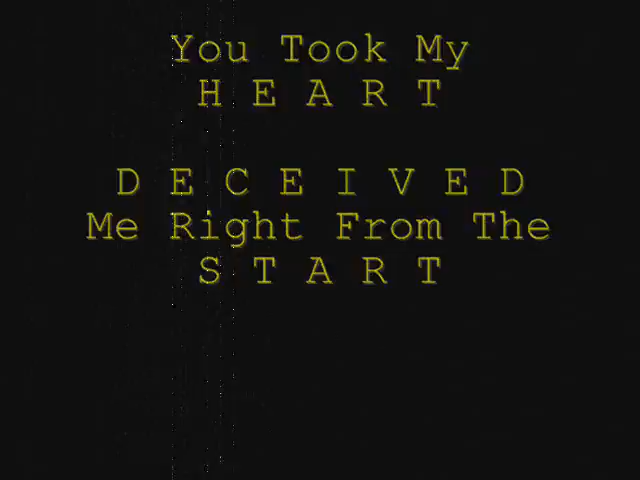 You Took My
H E A R T
D E C E I V E D
Me Right From The
S T A R T